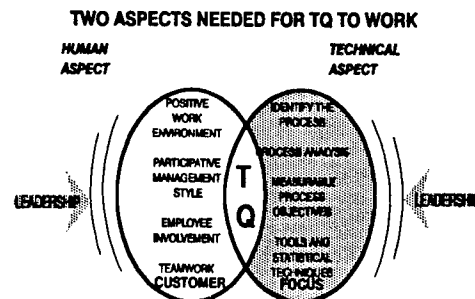 TWO ASPECTS NEEDED FOR TQ TO WORK
HUMAN
ASPECT
TECHNICAL
ASPECT
POSITIVE
WORK
ENVIRONMENT
PARTICIPATIVE
MANAGEMENT
STYLE
EMPLOYEE
INVOLVEMENT
TEAMWORK
CUSTOMER
T
Q
IDENTIFY THE
PROCESS
PROCESS ANALYSIS
MEASURABLE
PROCESS
OBJECTIVES
TOOLS AND
STATISTICAL
TECHNIQUES
FOCUS
LEADERSHIP
LEADERSHIP